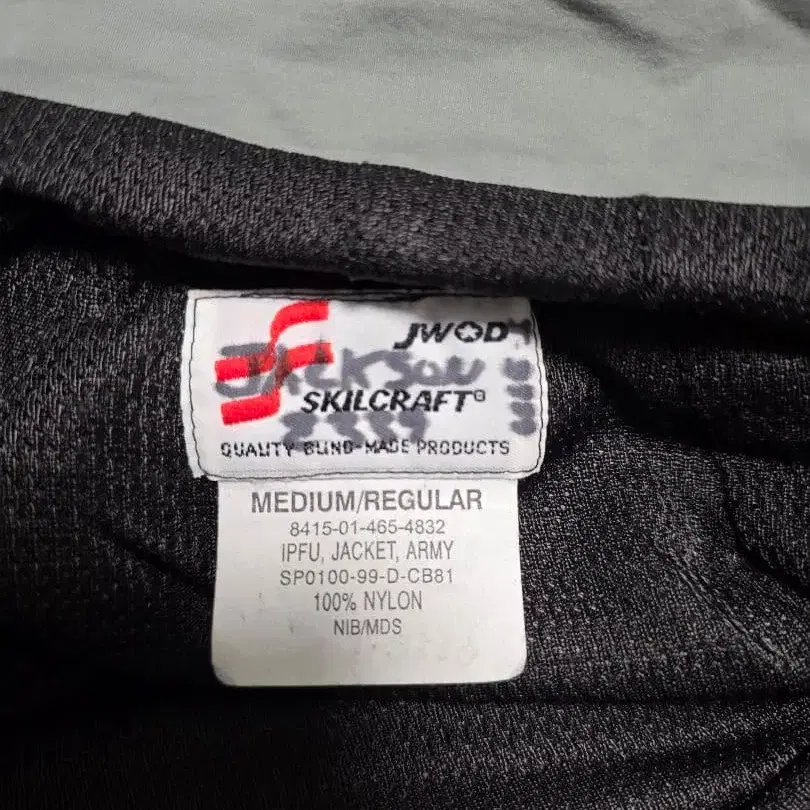 JWOD
JACKSON
SKILCRAFT®
QUALITY BLIND-MADE PRODUCTS
MEDIUM/REGULAR
8415-01-465-4832
IPFU, JACKET, ARMY
SP0100-99-D-CB81
100% NYLON
NIB/MDS